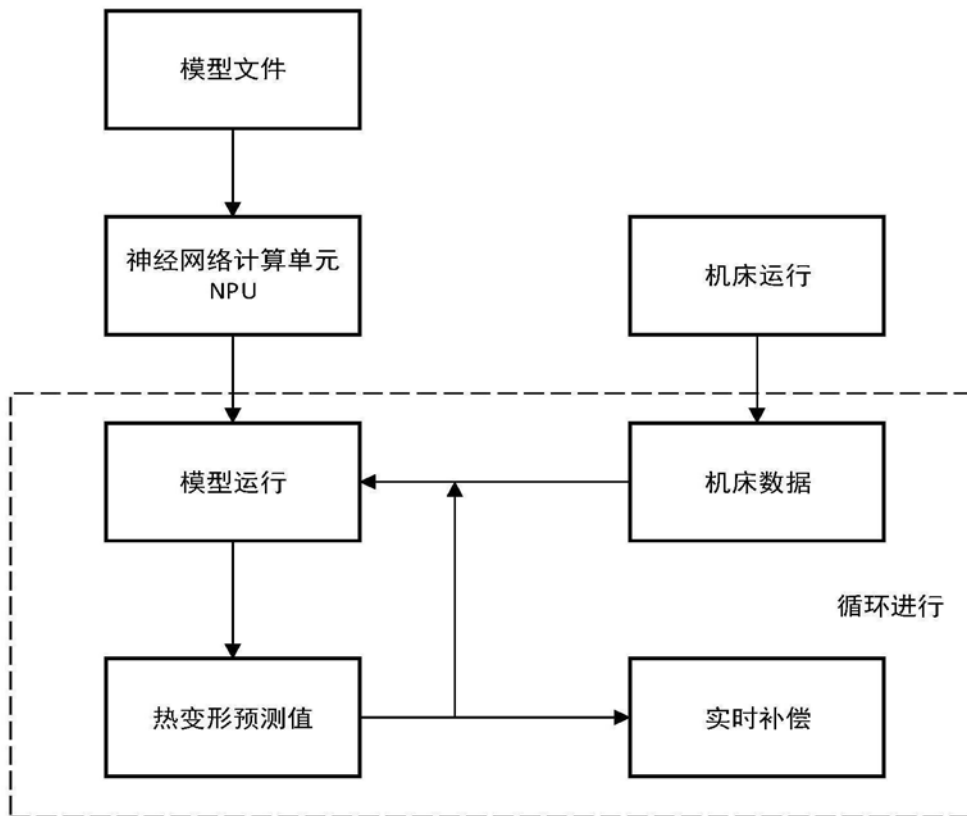 模型文件
神经网络计算单元
NPU
机床运行
模型运行
机床数据
循环进行
热变形预测值
实时补偿